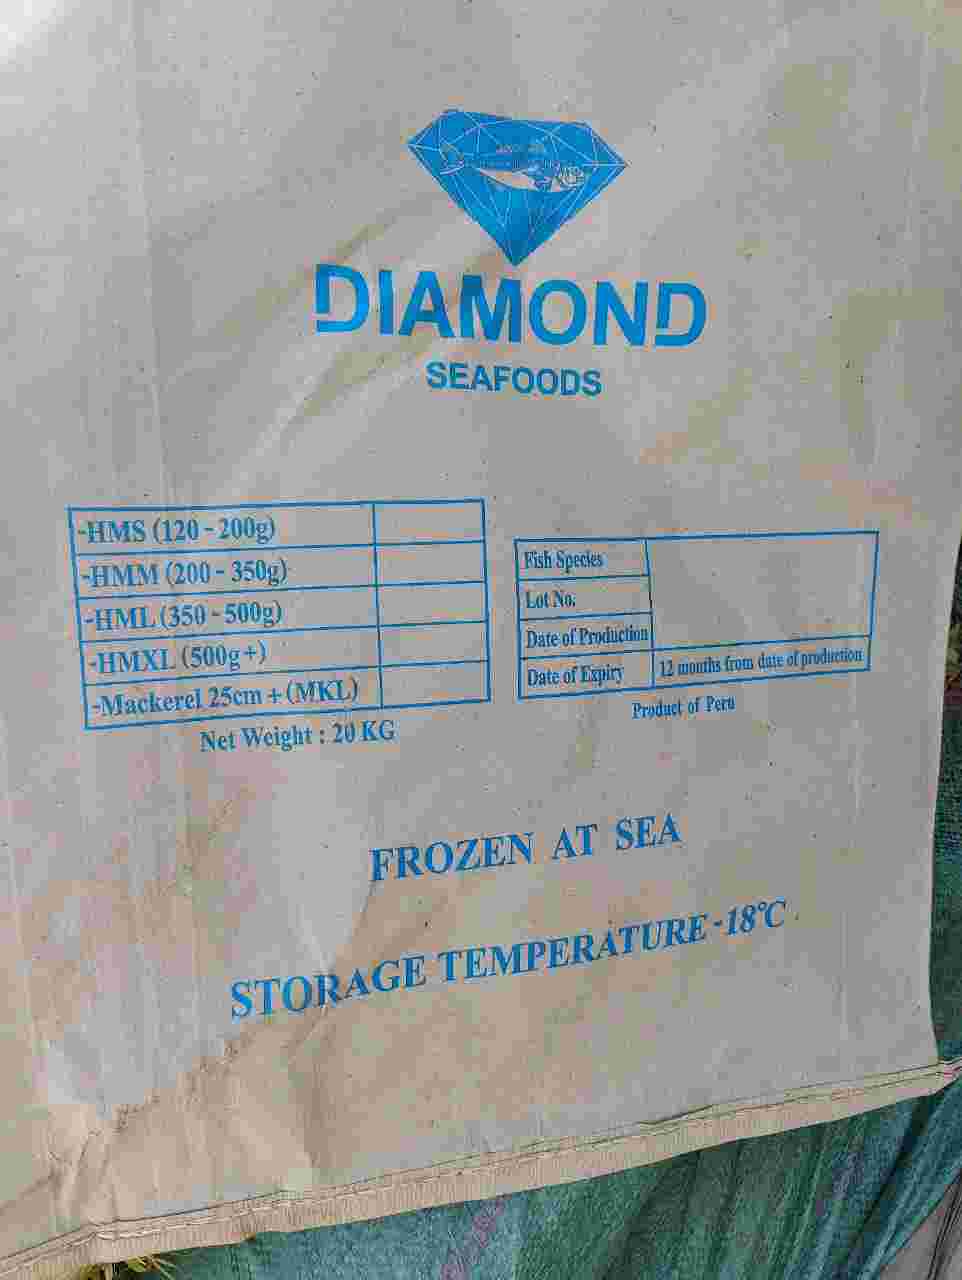 DIAMOND
SEAFOODS
-HMS (120 - 200g)
-HMM (200 - 350g)
-HML (350 - 500g)
-HMXL (500g+)
-Mackerel 25cm + (MKL)
Net Weight : 20 KG
Fish Species
Lot No.
Date of Production
Date of Expiry 12 months from date of production
Product of Peru
FROZEN AT SEA
STORAGE TEMPERATURE -18°C